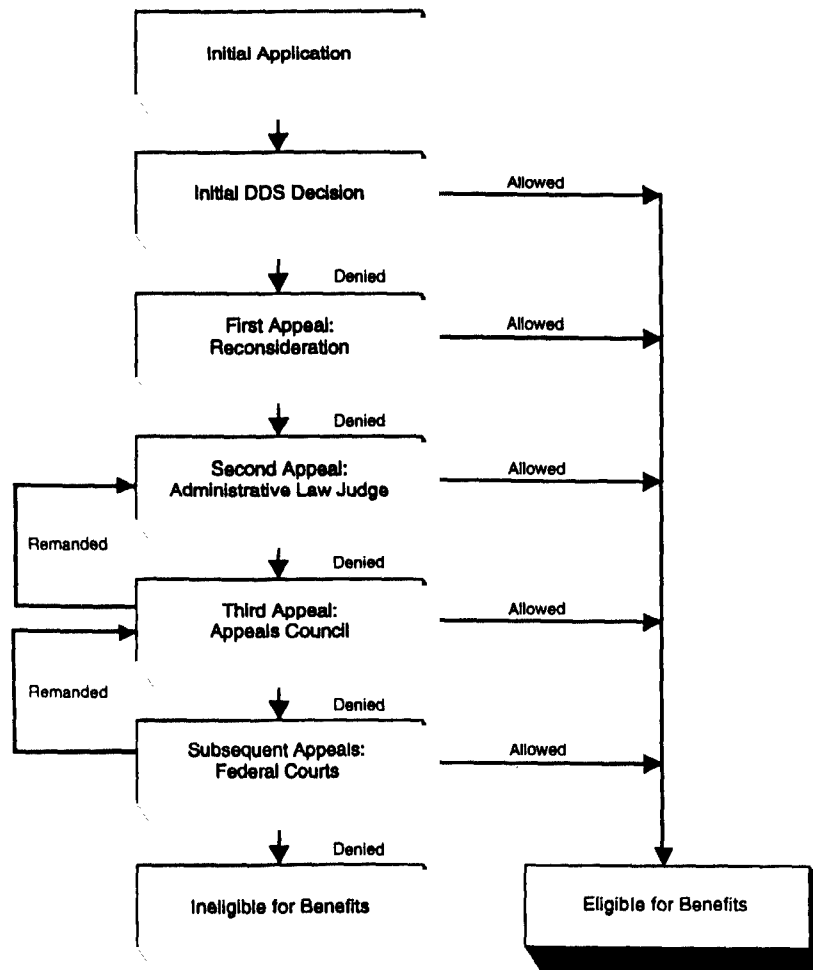 Initial Application
Initial DDS Decision
Allowed
Denied
First Appeal:
Reconsideration
Allowed
Denied
Second Appeal:
Administrative Law Judge
Allowed
Remanded
Denied
Third Appeal:
Appeals Council
Allowed
Remanded
Denied
Subsequent Appeals:
Federal Courts
Allowed
Denied
Ineligible for Benefits
Eligible for Benefits